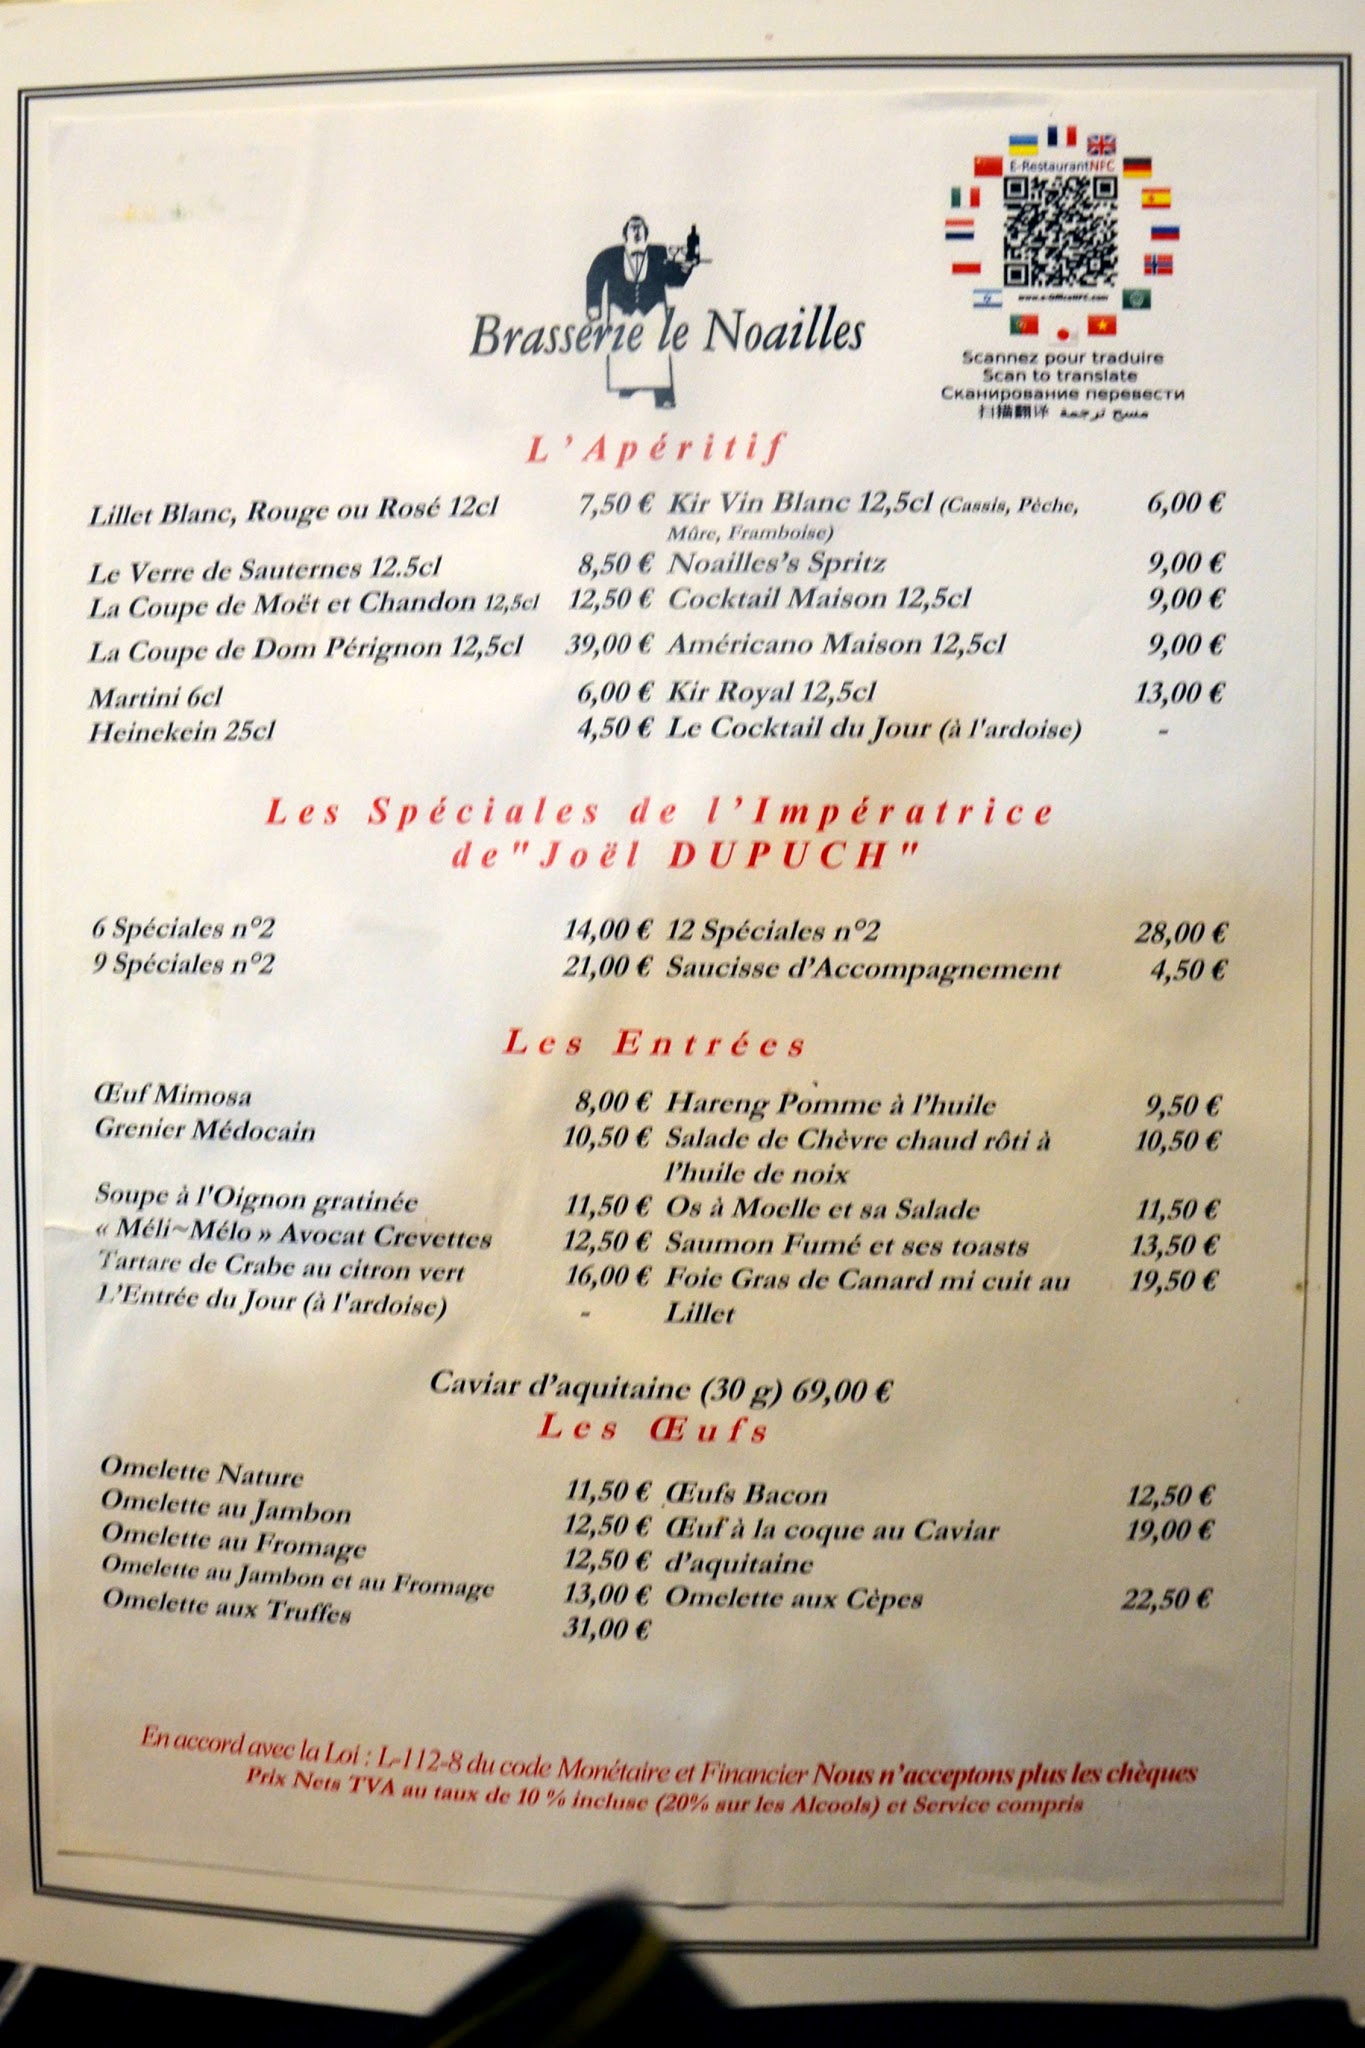 E-RestaurantNFC
www.e-OfficeNFC.com
Scannez pour traduire
Scan to translate
Сканирование перевести
扫描翻译 مسح ترجمة
Brasserie le Noailles
L'Apéritif
Lillet Blanc, Rouge ou Rosé 12cl 7,50 € Kir Vin Blanc 12,5cl (Cassis, Pèche, 6,00 €
Mûre, Framboise)
Le Verre de Sauternes 12.5cl 8,50 € Noailles's Spritz 9,00 €
La Coupe de Moët et Chandon 12,5cl 12,50 € Cocktail Maison 12,5cl 9,00 €
La Coupe de Dom Pérignon 12,5cl 39,00 € Américano Maison 12,5cl 9,00 €
Martini 6cl 6,00 € Kir Royal 12,5cl 13,00 €
Heinekein 25cl 4,50 € Le Cocktail du Jour (à l'ardoise) -
Les Spéciales de l'Impératrice
de"Joël DUPUCH"
6 Spéciales n°2 14,00 € 12 Spéciales n°2 28,00 €
9 Spéciales n°2 21,00 € Saucisse d'Accompagnement 4,50 €
Les Entrées
Œuf Mimosa 8,00 € Hareng Pomme à l'huile 9,50 €
Grenier Médocain 10,50 € Salade de Chèvre chaud rôti à 10,50 €
l'huile de noix
Soupe à l'Oignon gratinée 11,50 € Os à Moelle et sa Salade 11,50 €
« Méli~Mélo » Avocat Crevettes 12,50 € Saumon Fumé et ses toasts 13,50 €
Tartare de Crabe au citron vert 16,00 € Foie Gras de Canard mi cuit au 19,50 €
L'Entrée du Jour (à l'ardoise) - Lillet
Caviar d'aquitaine (30 g) 69,00 €
Les Œufs
Omelette Nature 11,50 € Œufs Bacon 12,50 €
Omelette au Jambon 12,50 € Œuf à la coque au Caviar 19,00 €
Omelette au Fromage 12,50 € d'aquitaine
Omelette au Jambon et au Fromage 13,00 € Omelette aux Cèpes 22,50 €
Omelette aux Truffes 31,00 €
En accord avec la Loi : L-112-8 du code Monétaire et Financier Nous n'acceptons plus les chèques
Prix Nets TVA au taux de 10 % incluse (20% sur les Alcools) et Service compris